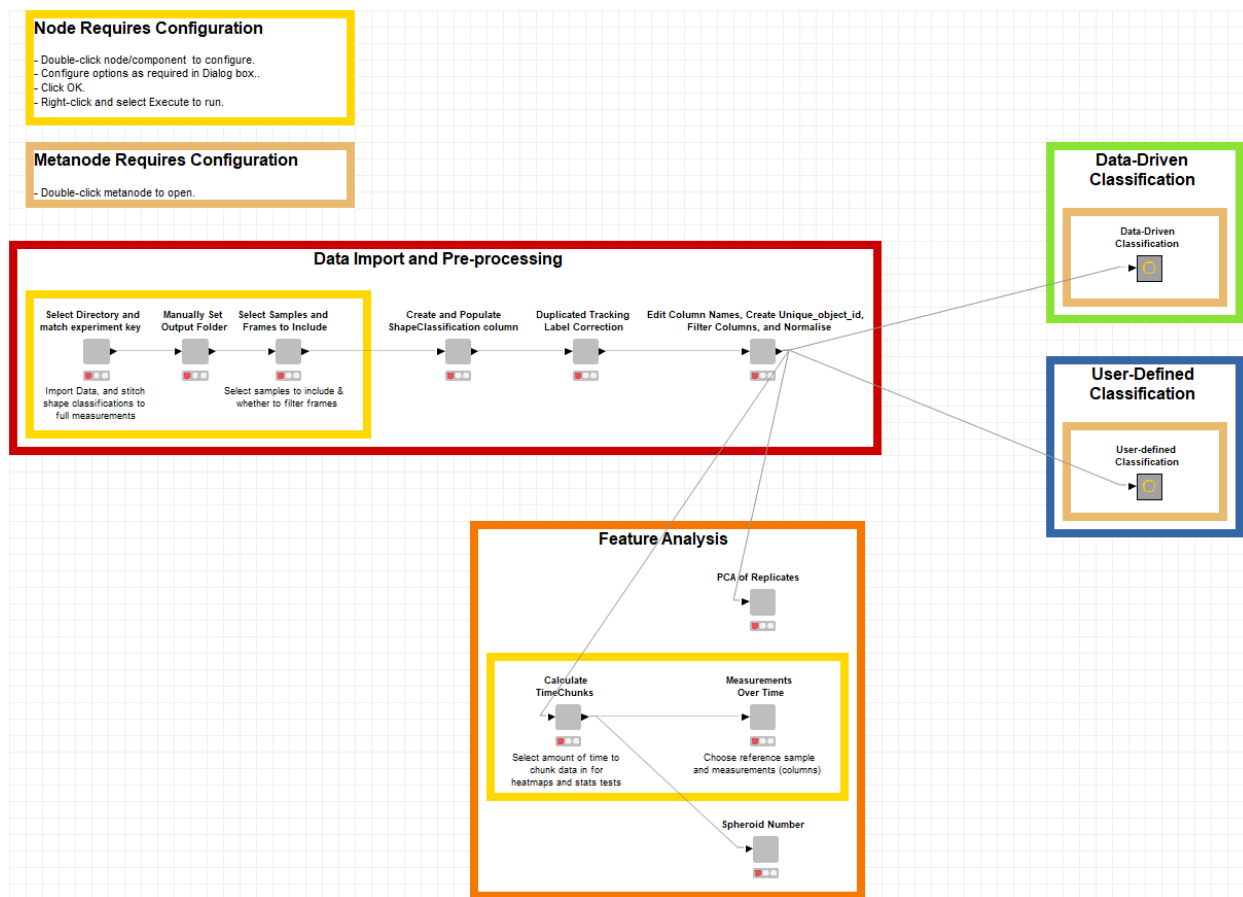 Node Requires Configuration
- Double-click node/component  to configure.
- Configure options as required in Dialog box..
- Click OK.
- Right-click and select Execute to run.
Metanode Requires Configuration
- Double-click metanode to open.
Data Import and Pre-processing
Select Directory and
match experiment key
Import Data, and stitch
shape classifications to
full measurements
Manually Set
Output Folder
Select Samples and
Frames to Include
Select samples to include &
whether to filter frames
Create and Populate
ShapeClassification column
Duplicated Tracking
Label Correction
Edit Column Names, Create Unique_object_id,
Filter Columns, and Normalise
Data-Driven
Classification
Data-Driven
Classification
User-Defined
Classification
User-defined
Classification
Feature Analysis
PCA of Replicates
Calculate
TimeChunks
Select amount of time to
chunk data in for
heatmaps and stats tests
Measurements
Over Time
Choose reference sample
and measurements (columns)
Spheroid Number